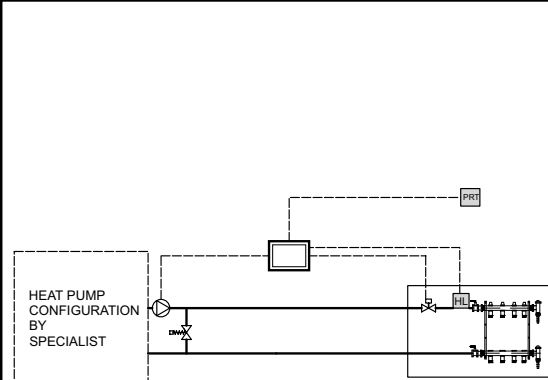 PRT
HL
HEAT PUMP
CONFIGURATION
BY
SPECIALIST